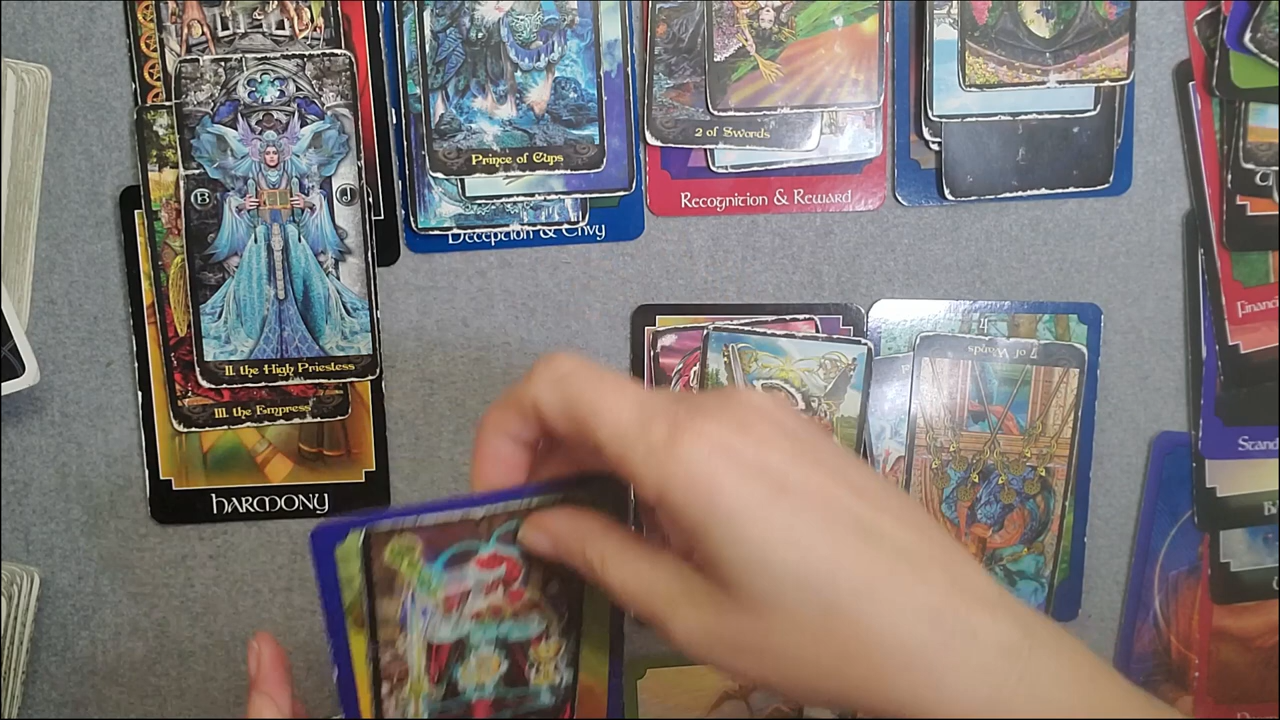 Prince of Cups
2 of Swords
Recognition & Reward
Deception & Envy
B
J
II. the High Priestess
III. the Empress
HARMONY
4
7 of Wands
Stand